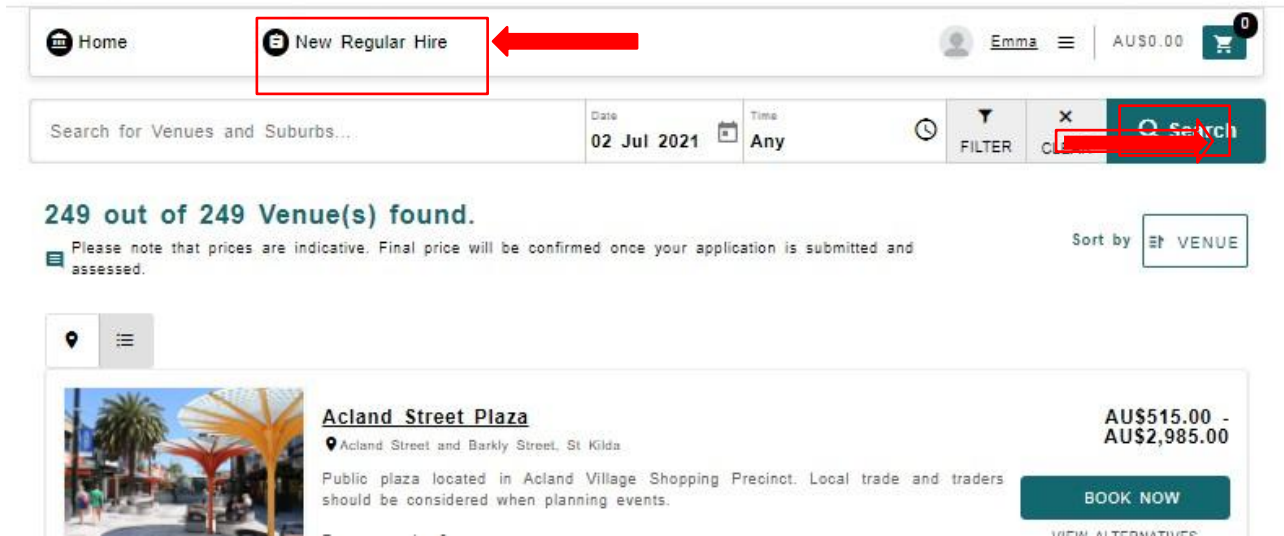 Home
New Regular Hire
Emma
AU$0.00
0
Search for Venues and Suburbs...
Date
02 Jul 2021
Time
Any
FILTER
Search
249 out of 249 Venue(s) found.
Please note that prices are indicative. Final price will be confirmed once your application is submitted and
assessed.
Sort by
VENUE
Acland Street Plaza
Acland Street and Barkly Street, St Kilda
Public plaza located in Acland Village Shopping Precinct. Local trade and traders
should be considered when planning events.
AU$515.00 -
AU$2,985.00
BOOK NOW
VIEW ALTERNATIVES